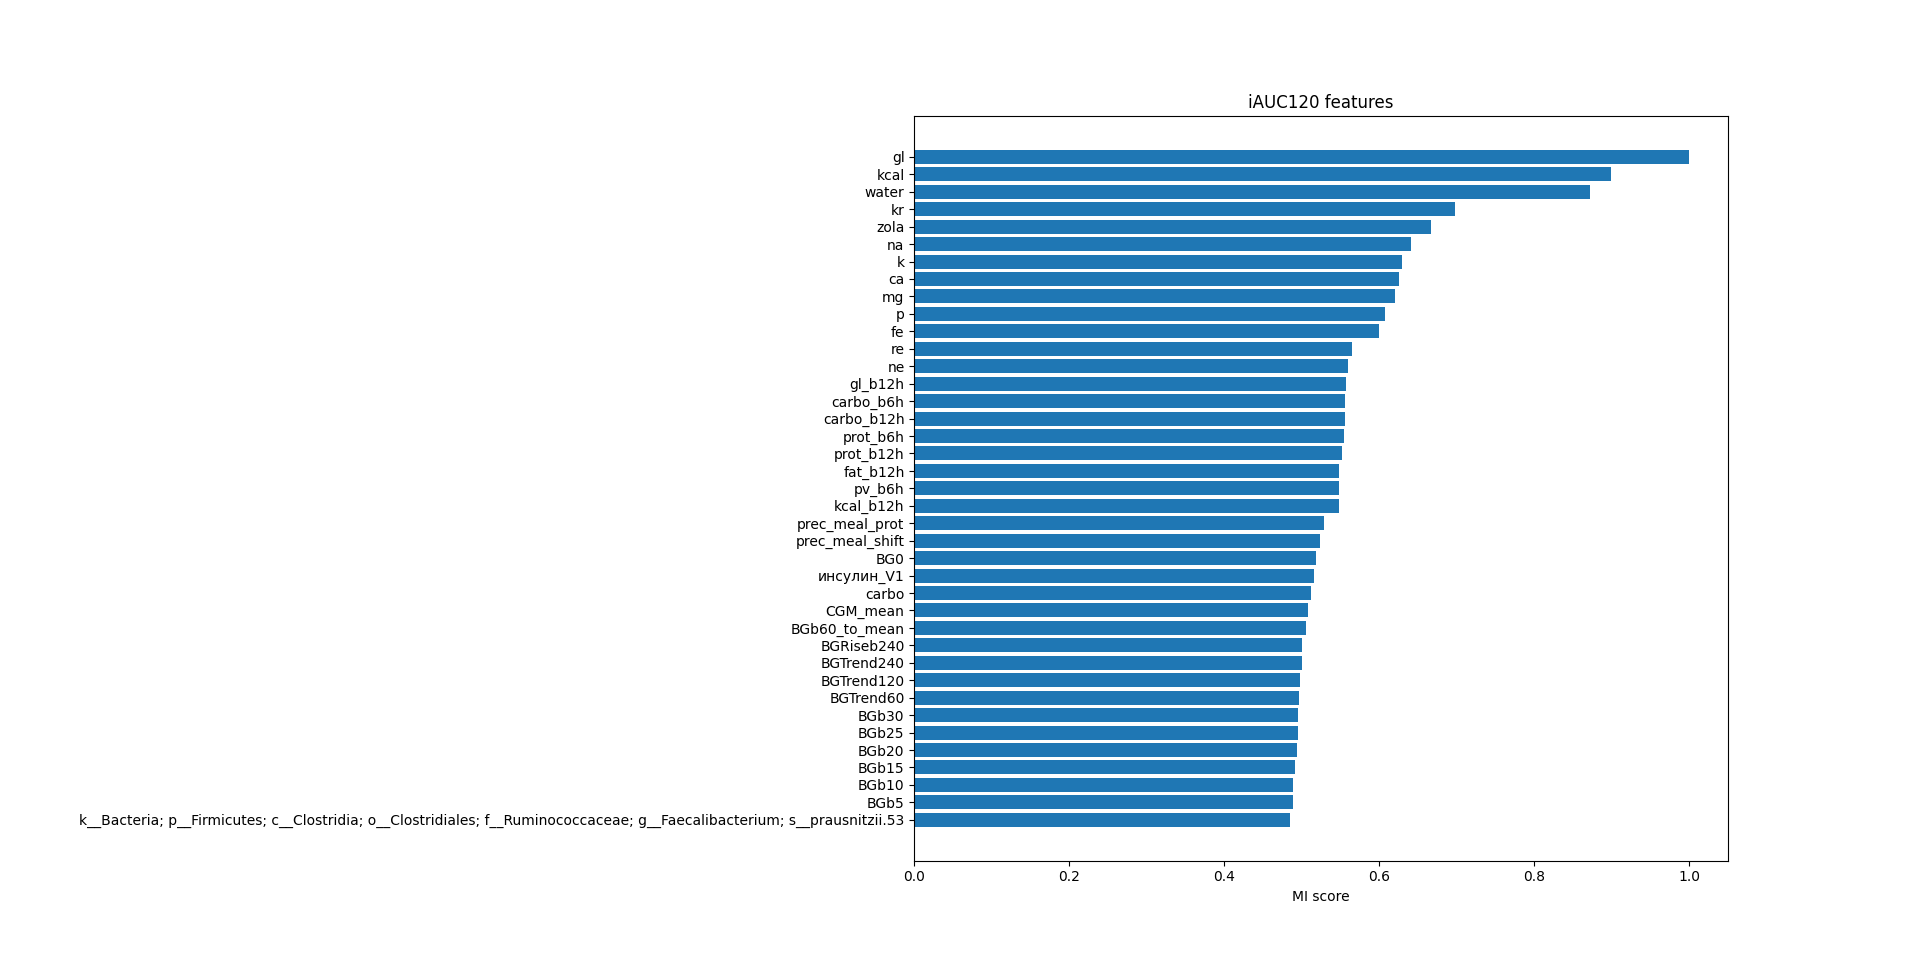 iAUC120 features
gl
kcal
water
kr
zola
na
k
ca
mg
p
fe
re
ne
gl_b12h
carbo_b6h
carbo_b12h
prot_b6h
prot_b12h
fat_b12h
pv_b6h
kcal_b12h
prec_meal_prot
prec_meal_shift
BG0
инсулин_V1
carbo
CGM_mean
BGb60_to_mean
BGRiseb240
BGTrend240
BGTrend120
BGTrend60
BGb30
BGb25
BGb20
BGb15
BGb10
BGb5
k__Bacteria; p__Firmicutes; c__Clostridia; o__Clostridiales; f__Ruminococcaceae; g__Faecalibacterium; s__prausnitzii.53
0.0 0.2 0.4 0.6 0.8 1.0
MI score